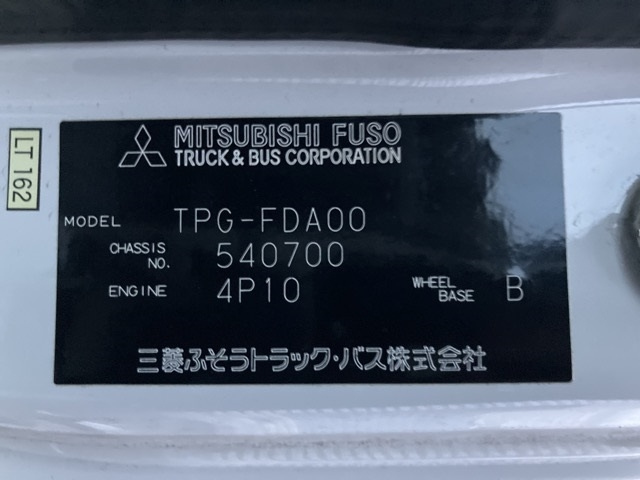 MITSUBISHI FUSO
TRUCK & BUS CORPORATION
LT 162
MODEL TPG-FDA00
CHASSIS NO. 540700
ENGINE 4P10 WHEEL BASE B
三菱ふそうトラック・バス株式会社